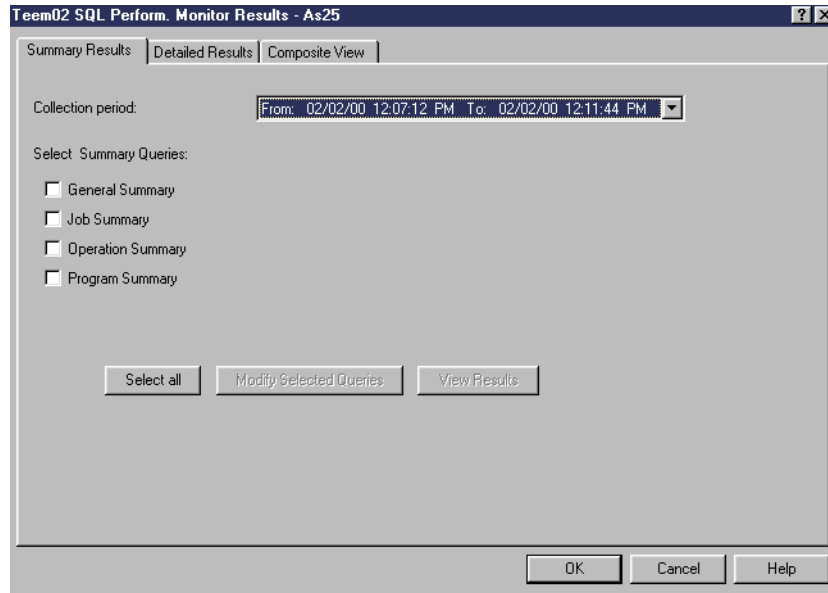 Teem02 SQL Perform. Monitor Results - As25
Summary Results Detailed Results Composite View
Collection period: From: 02/02/00 12:07:12 PM To: 02/02/00 12:11:44 PM
Select Summary Queries:
General Summary
Job Summary
Operation Summary
Program Summary
Select all Modify Selected Queries View Results
OK Cancel Help